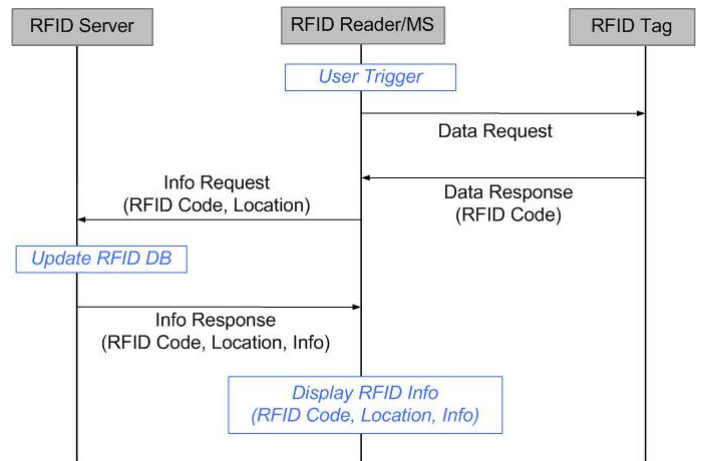 RFID Server
RFID Reader/MS
RFID Tag
User Trigger
Data Request
Info Request
(RFID Code, Location)
Data Response
(RFID Code)
Update RFID DB
Info Response
(RFID Code, Location, Info)
Display RFID Info
(RFID Code, Location, Info)